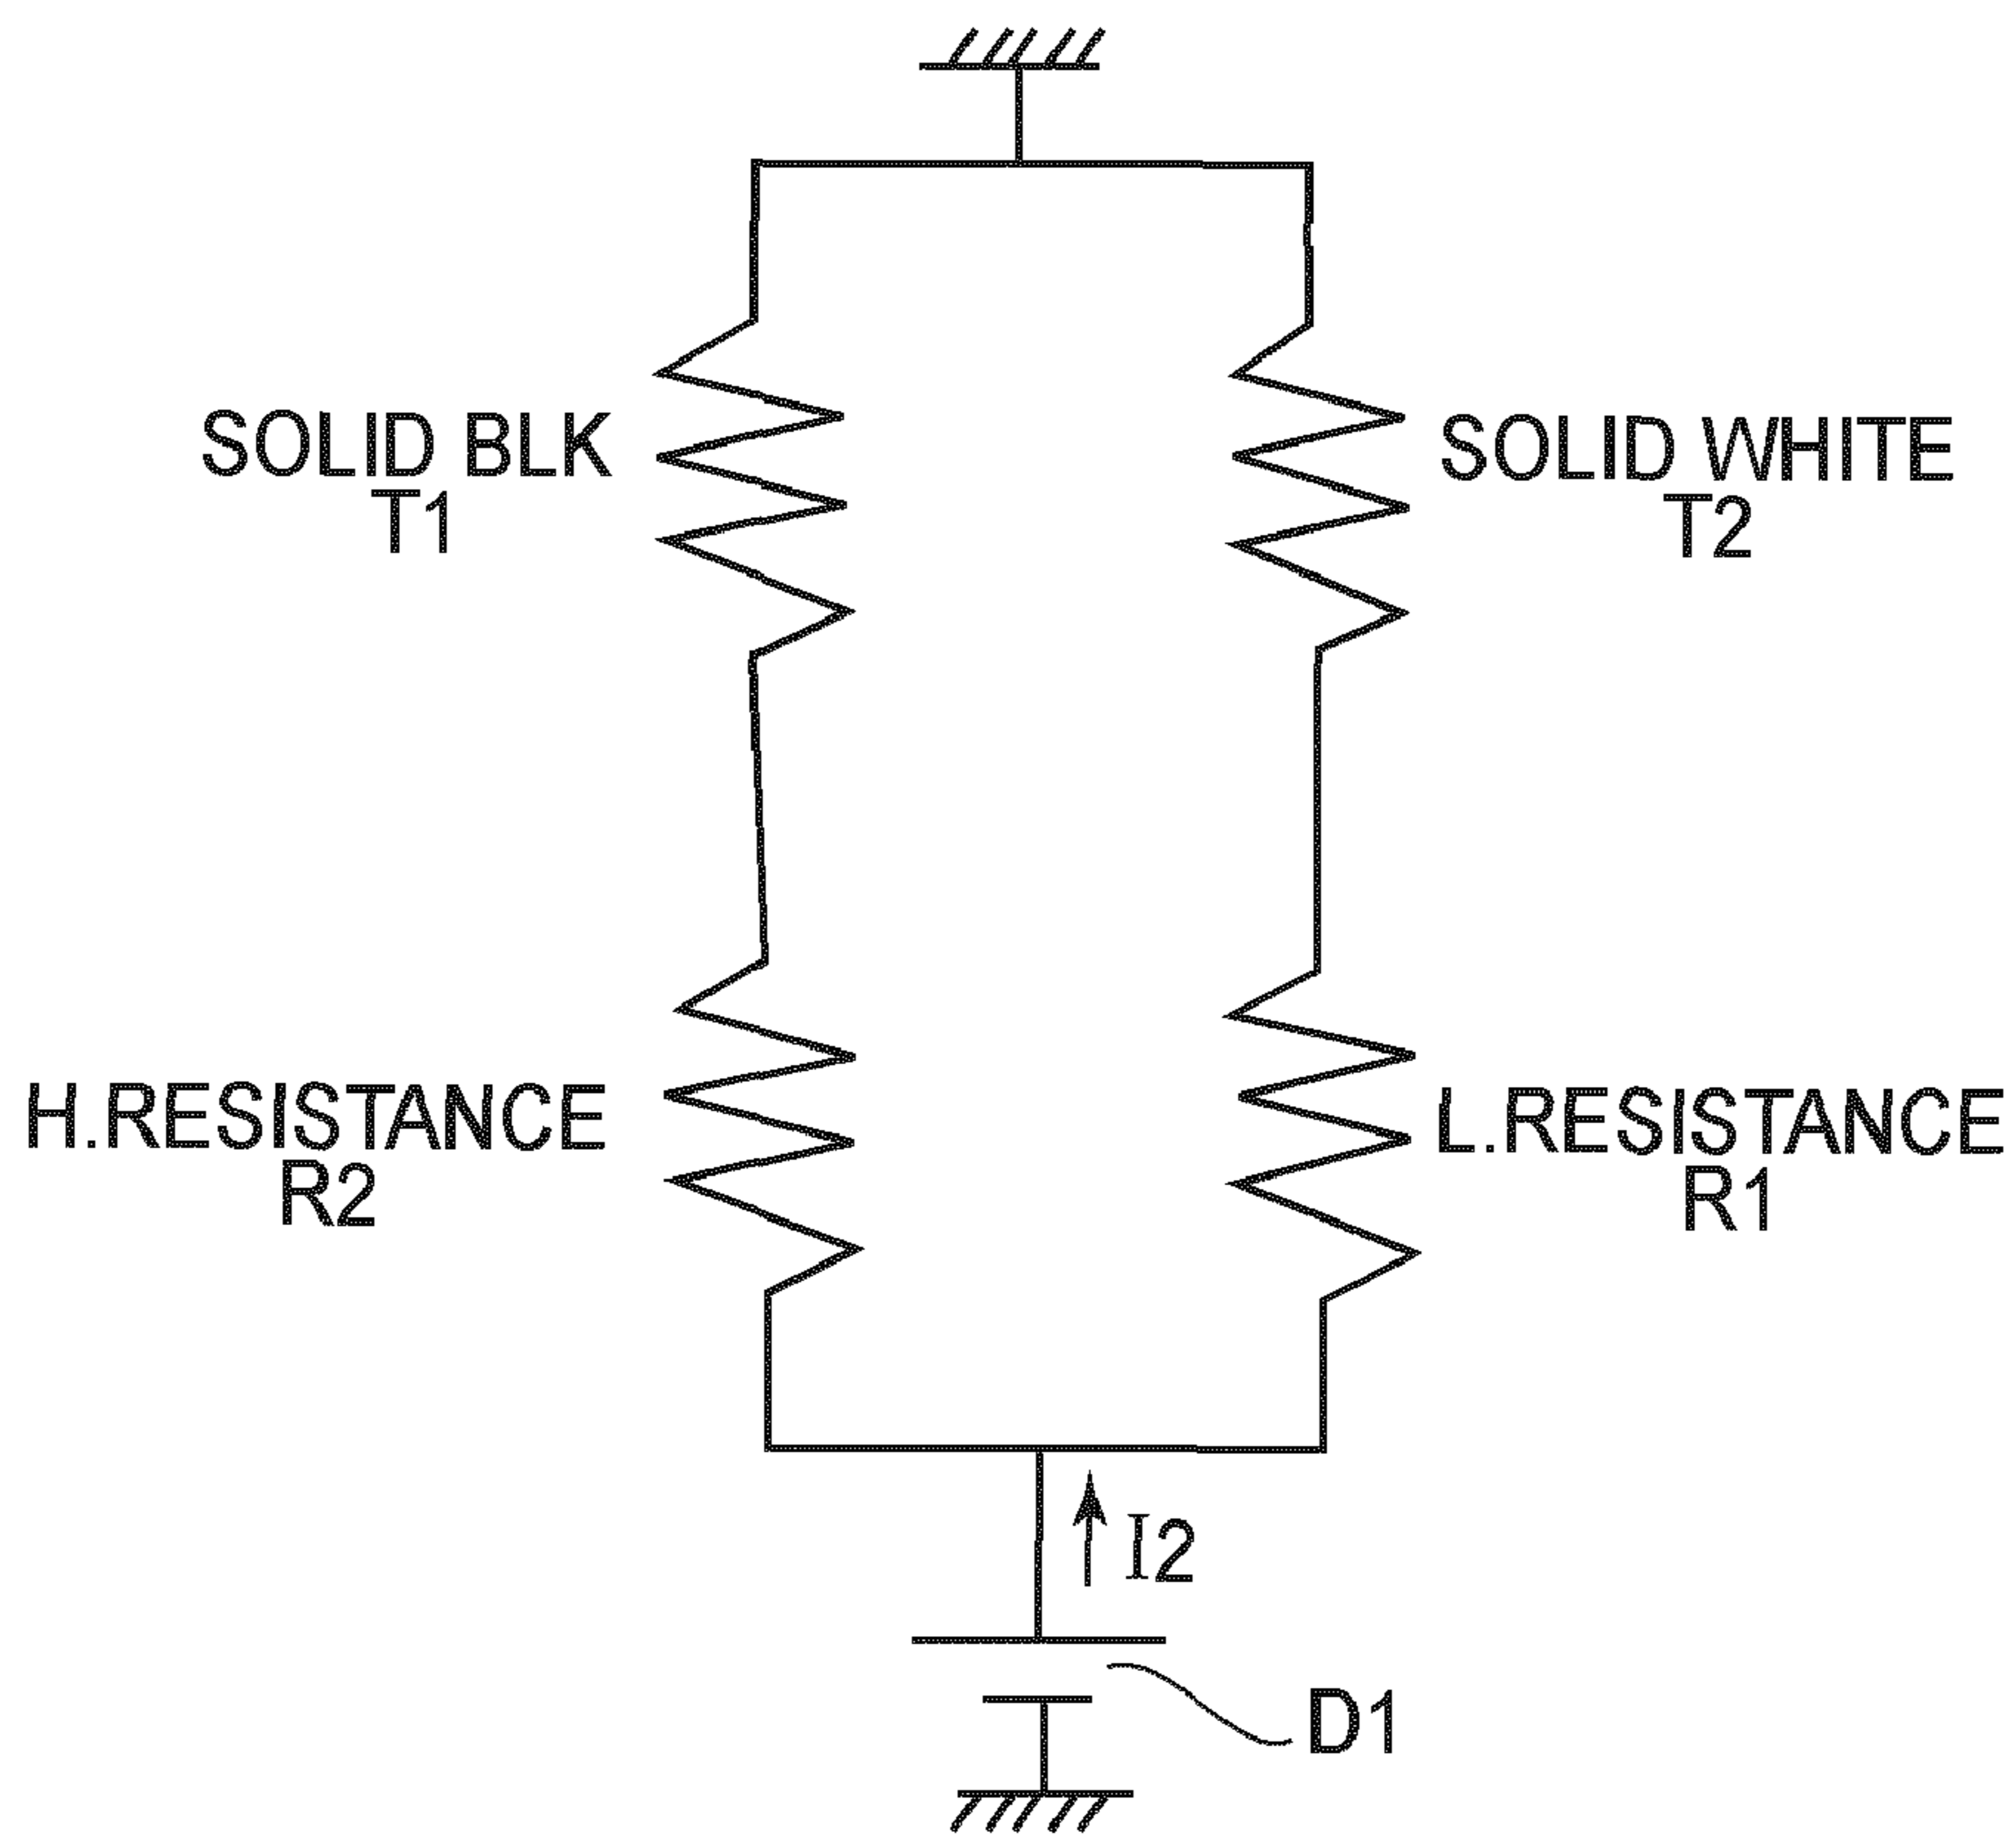 SOLID BLK
T1
SOLID WHITE
T2
H.RESISTANCE
R2
L.RESISTANCE
R1
I2
D1